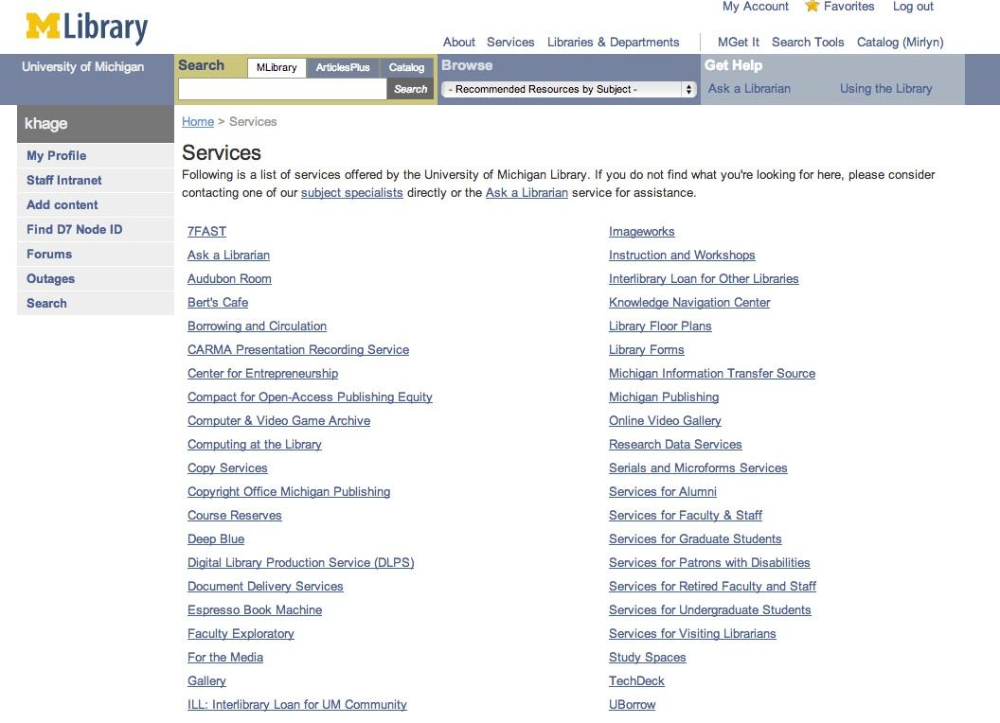 My Account Favorites Log out
M Library
About Services Libraries & Departments MGet It Search Tools Catalog (Mirlyn)
University of Michigan
Search MLibrary ArticlesPlus Catalog
Search
Browse
- Recommended Resources by Subject -
Get Help
Ask a Librarian Using the Library
khage
My Profile
Staff Intranet
Add content
Find D7 Node ID
Forums
Outages
Search
Home > Services
Services
Following is a list of services offered by the University of Michigan Library. If you do not find what you're looking for here, please consider
contacting one of our subject specialists directly or the Ask a Librarian service for assistance.
7FAST
Ask a Librarian
Audubon Room
Bert's Cafe
Borrowing and Circulation
CARMA Presentation Recording Service
Center for Entrepreneurship
Compact for Open-Access Publishing Equity
Computer & Video Game Archive
Computing at the Library
Copy Services
Copyright Office Michigan Publishing
Course Reserves
Deep Blue
Digital Library Production Service (DLPS)
Document Delivery Services
Espresso Book Machine
Faculty Exploratory
For the Media
Gallery
ILL: Interlibrary Loan for UM Community
Imageworks
Instruction and Workshops
Interlibrary Loan for Other Libraries
Knowledge Navigation Center
Library Floor Plans
Library Forms
Michigan Information Transfer Source
Michigan Publishing
Online Video Gallery
Research Data Services
Serials and Microforms Services
Services for Alumni
Services for Faculty & Staff
Services for Graduate Students
Services for Patrons with Disabilities
Services for Retired Faculty and Staff
Services for Undergraduate Students
Services for Visiting Librarians
Study Spaces
TechDeck
UBorrow